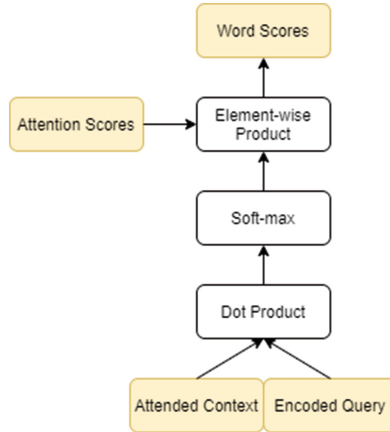 Word Scores
Attention Scores
Element-wise
Product
Soft-max
Dot Product
Attended Context
Encoded Query